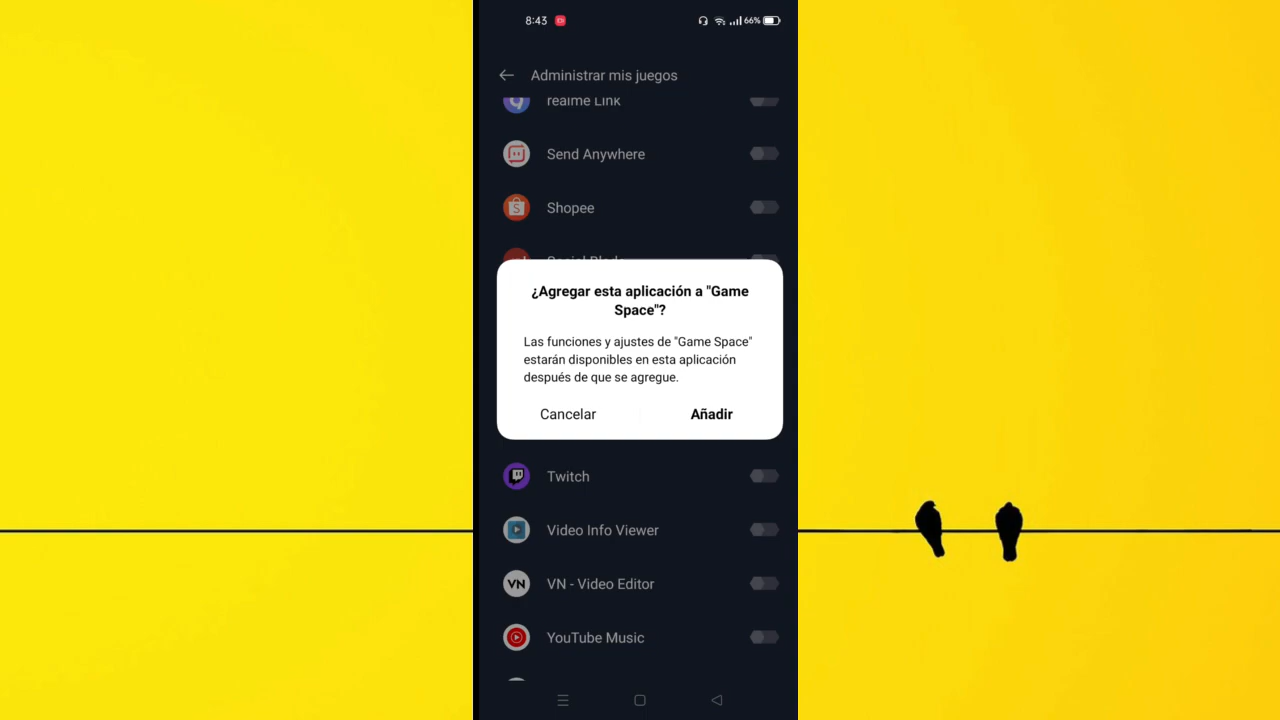 8:43
66%
Administrar mis juegos
realme Link
Send Anywhere
Shopee
¿Agregar esta aplicación a "Game
Space"?
Las funciones y ajustes de "Game Space"
estarán disponibles en esta aplicación
después de que se agregue.
Cancelar
Añadir
Twitch
Video Info Viewer
VN
VN - Video Editor
YouTube Music